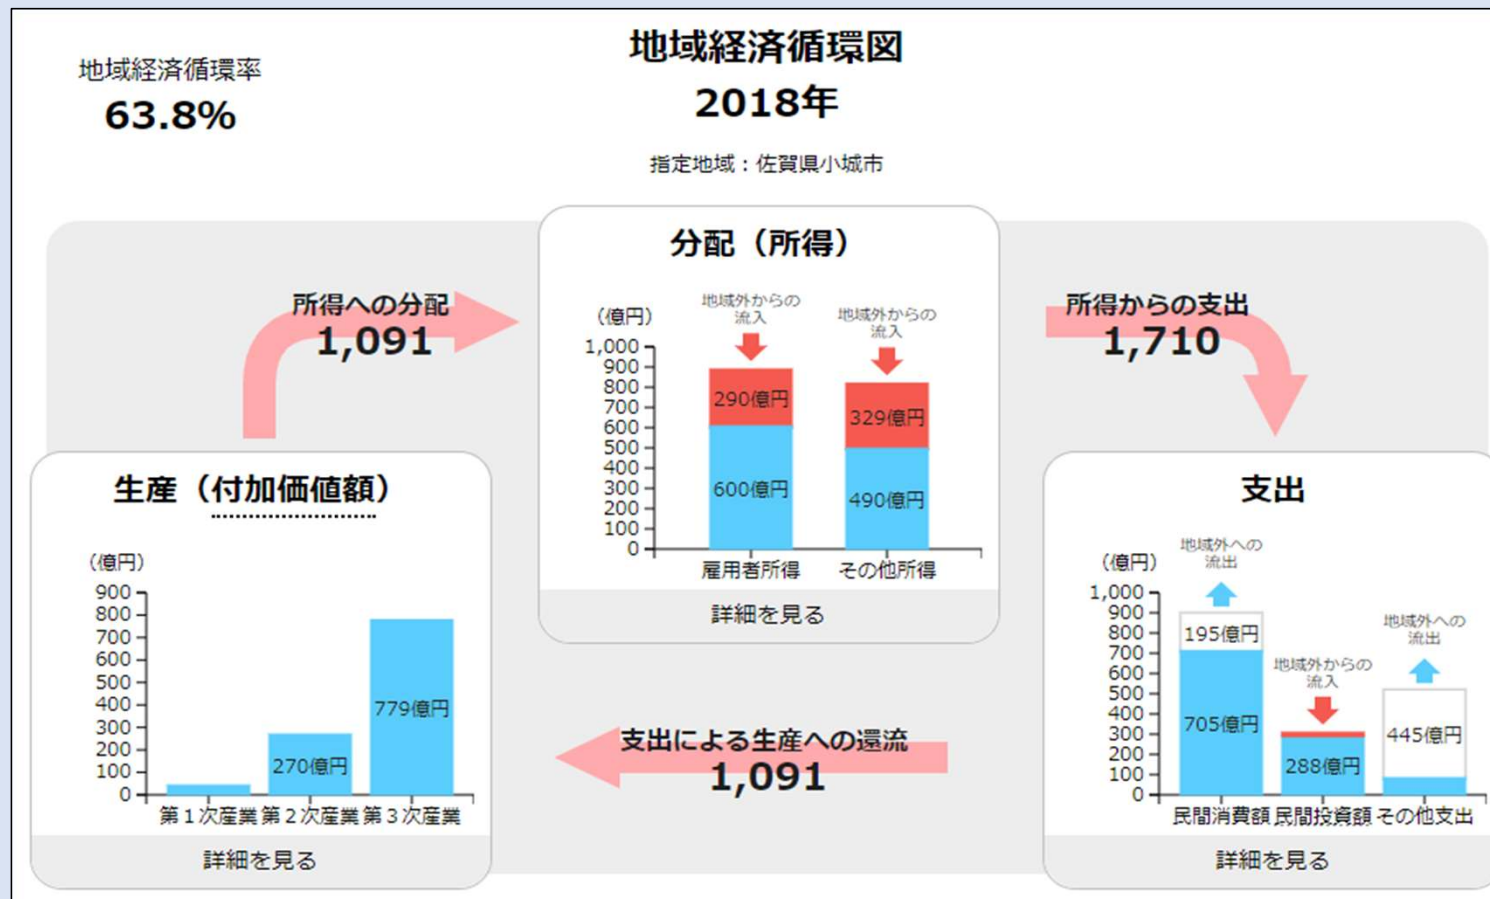 地域経済循環率
63.8%
地域経済循環図
2018年
指定地域：佐賀県小城市
所得への分配
1,091
分配（所得）
（億円）
地域外からの
流入
地域外からの
流入
1,000
900
800
700
600
500
400
300
200
100
0
290億円
600億円
329億円
490億円
雇用者所得
その他所得
詳細を見る
所得からの支出
1,710
生産（付加価値額）
（億円）
900
800
700
600
500
400
300
200
100
0
270億円
779億円
第１次産業
第２次産業
第３次産業
詳細を見る
支出による生産への還流
1,091
支出
（億円）
地域外への
流出
地域外からの
流入
地域外への
流出
1,000
900
800
700
600
500
400
300
200
100
0
195億円
705億円
288億円
445億円
民間消費額
民間投資額
その他支出
詳細を見る